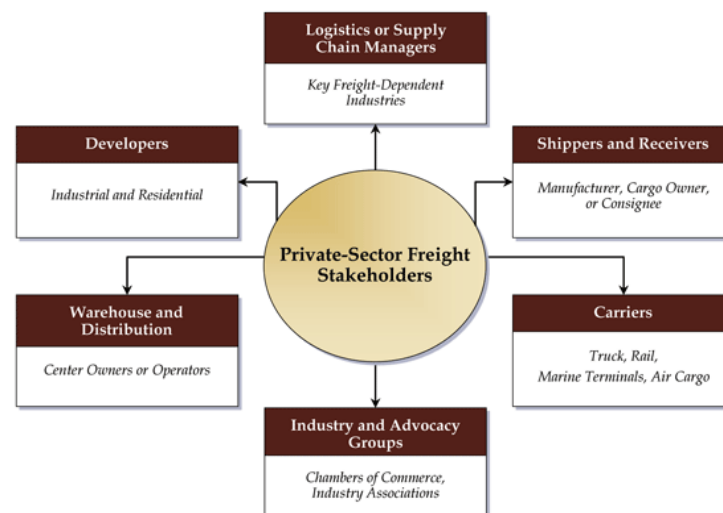 Logistics or Supply
Chain Managers
Key Freight-Dependent
Industries
Developers
Industrial and Residential
Shippers and Receivers
Manufacturer, Cargo Owner,
or Consignee
Private-Sector Freight
Stakeholders
Warehouse and
Distribution
Center Owners or Operators
Carriers
Truck, Rail,
Marine Terminals, Air Cargo
Industry and Advocacy
Groups
Chambers of Commerce,
Industry Associations